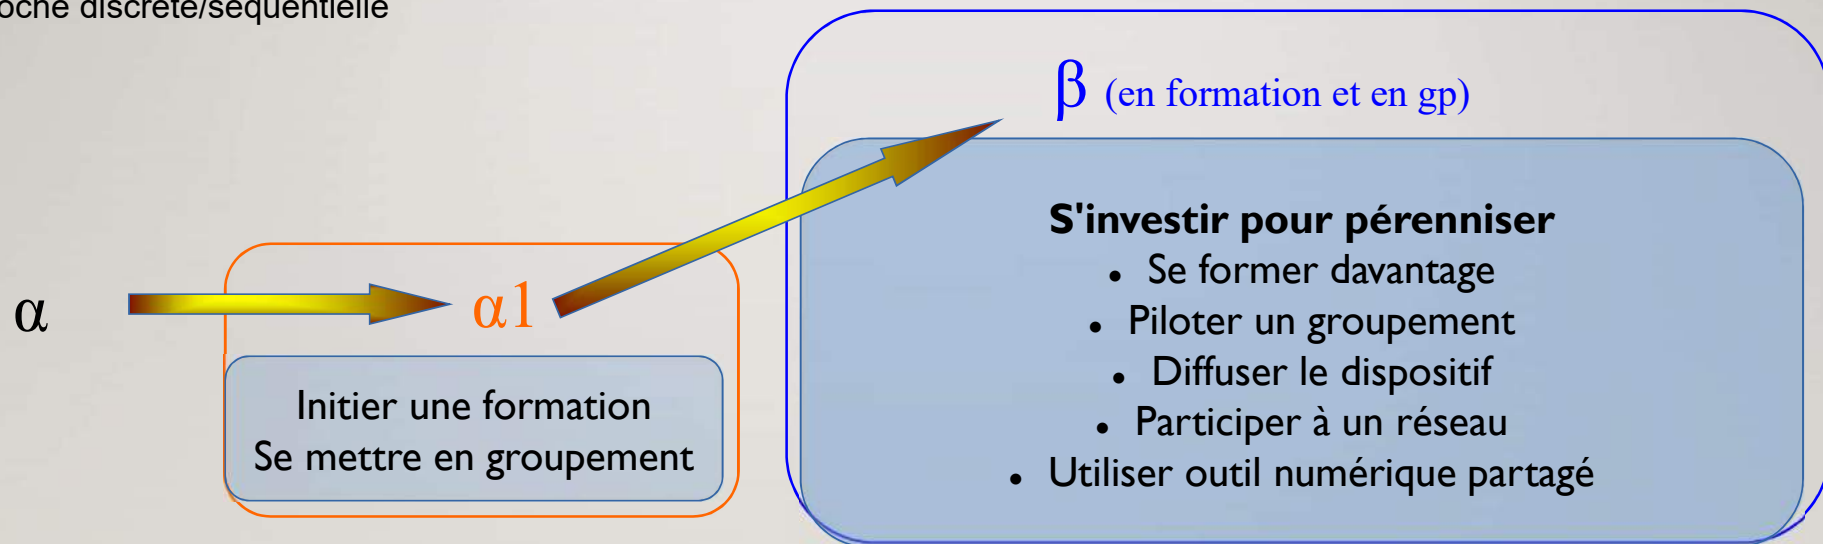 discrète/séquentielle
β (en formation et en gp)
S'investir pour pérenniser
• Se former davantage
• Piloter un groupement
• Diffuser le dispositif
• Participer à un réseau
• Utiliser outil numérique partagé
α
α1
Initier une formation
Se mettre en groupement